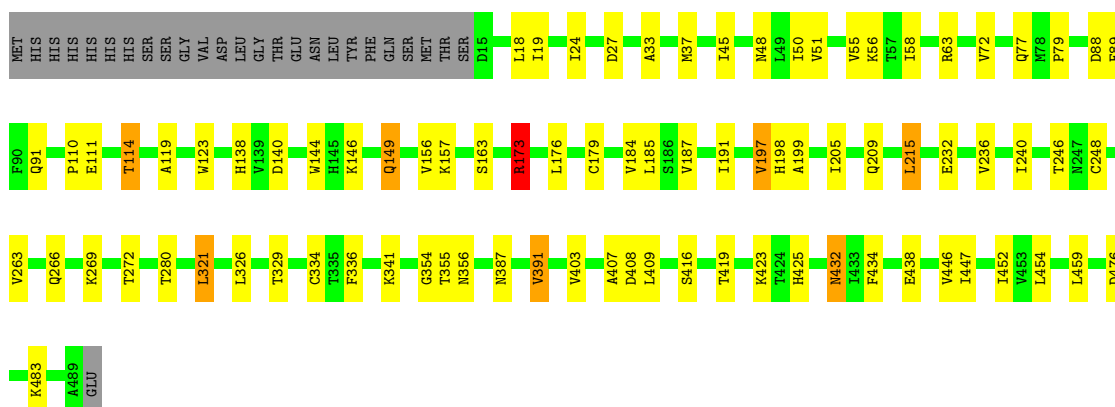 MET HIS HIS HIS HIS HIS HIS SER SER GLY VAL ASP LEU GLY THR GLU ASN LEU TYR PHE GLN SER MET THR SER D15 L18 I19 I24 D27 A33 M37 I45 N48 L49 I50 V51 V55 K56 T57 I58 R63 V72 Q77 M78 P79 D88
F90 Q91 P110 E111 T114 A119 W123 H138 V139 D140 W144 H145 K146 Q149 V156 K157 S163 R173 L176 C179 V184 L185 S186 V187 I191 V197 H198 A199 I205 Q209 L215 E232 V236 I240 T246 N247 C248
V263 Q266 K269 T272 T280 L321 L326 T329 C334 T335 F336 K341 G354 T355 N356 N387 V391 V403 A407 D408 L409 S416 T419 K423 T424 H425 N432 I433 F434 E438 V446 I447 I452 V453 L454 L459
K483 A489 GLU